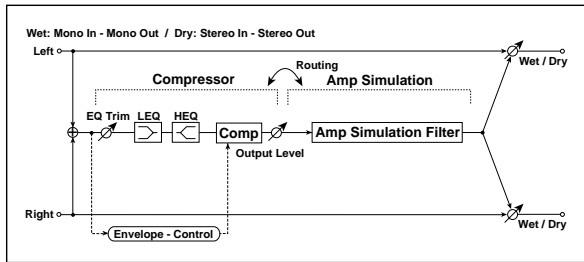 Wet: Mono In - Mono Out / Dry: Stereo In - Stereo Out
Left
Wet / Dry
Routing
Compressor
Amp Simulation
EQ Trim
LEQ
HEQ
Comp
Output Level
Amp Simulation Filter
Right
Wet / Dry
Envelope - Control